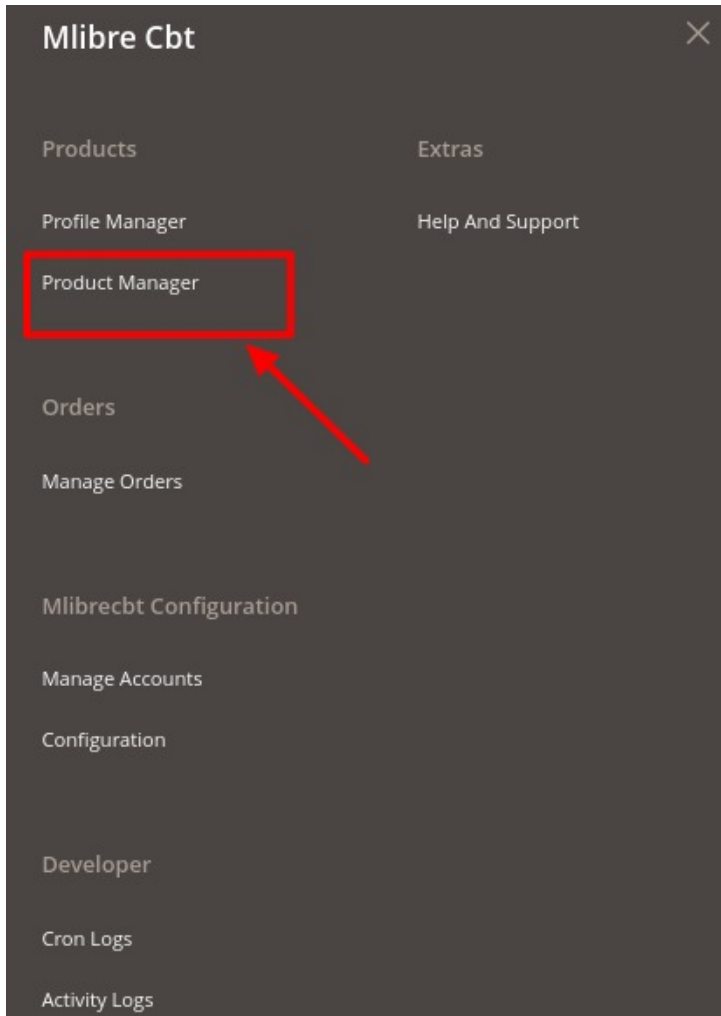 Mlibre Cbt
Products
Profile Manager
Product Manager
Extras
Help And Support
Orders
Manage Orders
Mlibrecbt Configuration
Manage Accounts
Configuration
Developer
Cron Logs
Activity Logs